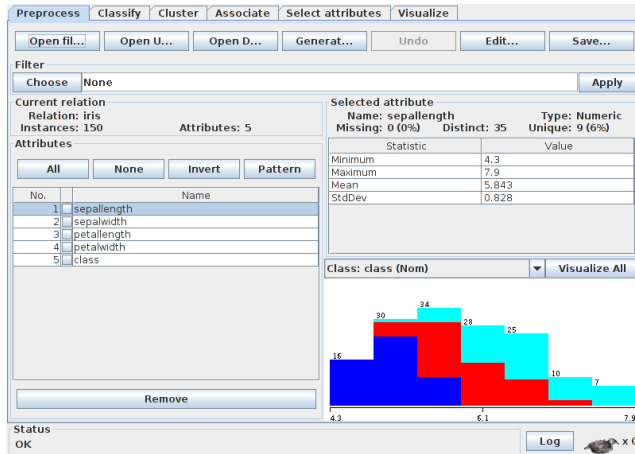 Preprocess Classify Cluster Associate Select attributes Visualize
Open fil... Open U... Open D... Generat... Undo Edit... Save...
Filter
Choose None Apply
Current relation
Relation: iris
Instances: 150 Attributes: 5
Attributes
All None Invert Pattern
No. Name
1 sepallength
2 sepalwidth
3 petallength
4 petalwidth
5 class
Remove
Selected attribute
Name: sepallength Type: Numeric
Missing: 0 (0%) Distinct: 35 Unique: 9 (6%)
Statistic Value
Minimum 4.3
Maximum 7.9
Mean 5.843
StdDev 0.828
Class: class (Nom) Visualize All
16 30 34 28 25 10 7
4.3 6.1 7.9
Status
OK Log x 0